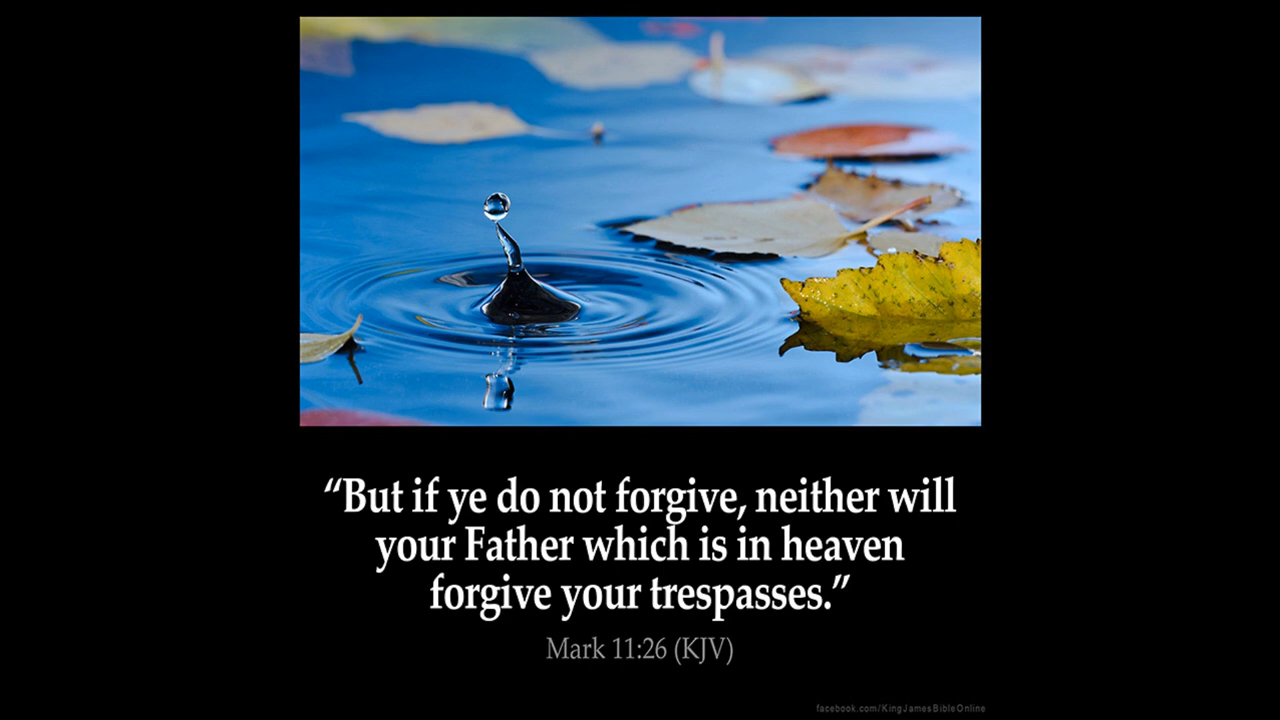 “But if ye do not forgive, neither will
your Father which is in heaven
forgive your trespasses.”
Mark 11:26 (KJV)
facebook.com/KingJamesBibleOnline